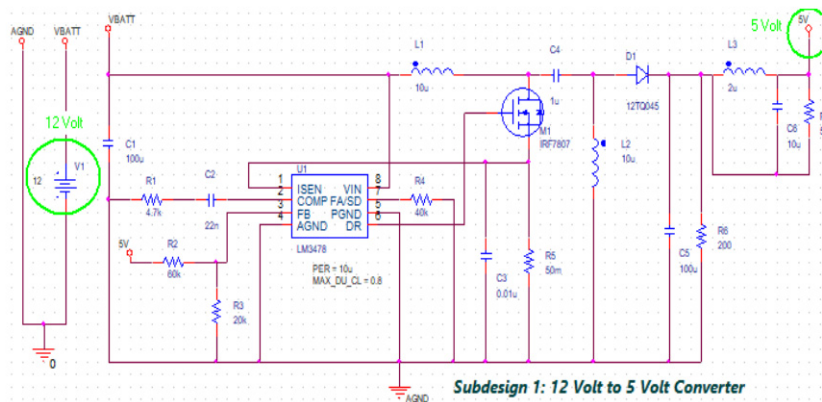 AGND
VBATT
VBATT
5 Volt
5V
L1
10u
C4
1u
D1
12TQ045
L3
2u
12 Volt
12
V1
C1
100u
M1
IRF7807
L2
10u
C6
10u
R1
4.7k
C2
22n
U1
1 ISEN VIN 8
2 COMP FA/SD 7
3 FB PGND 5
4 AGND DR 6
LM3478
PER = 10u
MAX_DU_CL = 0.8
R4
40k
5V
R2
60k
R3
20k
C3
0.01u
R5
50m
C5
100u
R6
200
0
AGND
Subdesign 1: 12 Volt to 5 Volt Converter